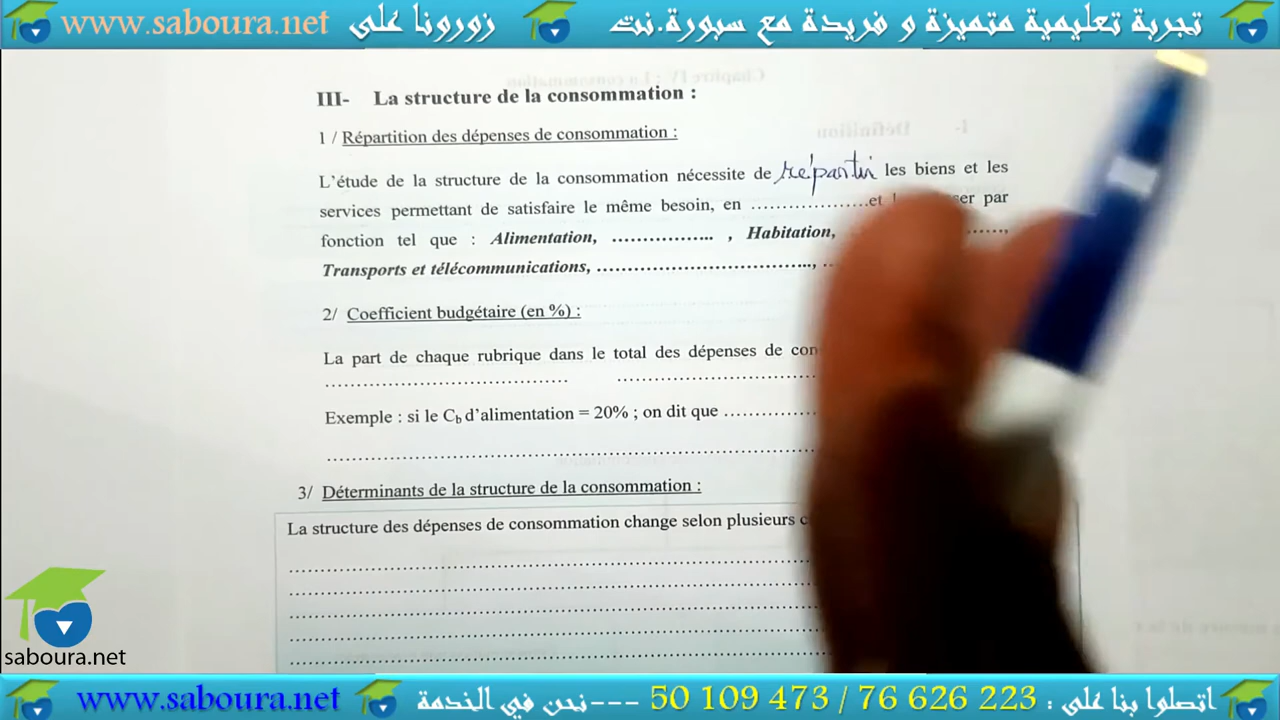 www.saboura.net زورونا على تجربة تعليمية متميزة و فريدة مع سبورة.نت
III- La structure de la consommation :
1 / Répartition des dépenses de consommation :
L'étude de la structure de la consommation nécessite de répartir les biens et les
services permettant de satisfaire le même besoin, en ....................et par
fonction tel que : Alimentation, ................. , Habitation, .......,
Transports et télécommunications, ....................................., ..
2/ Coefficient budgétaire (en %) :
La part de chaque rubrique dans le total des dépenses de
.......................................... ...................................
Exemple : si le Cb d'alimentation = 20% ; on dit que ................
.....................................................................................
3/ Déterminants de la structure de la consommation :
La structure des dépenses de consommation change selon plusieurs
.....................................................................................
.....................................................................................
.....................................................................................
.....................................................................................
.....................................................................................
saboura.net
www.saboura.net اتصلوا بنا على : 50 109 473 / 76 626 223 ---نحن في الخدمة